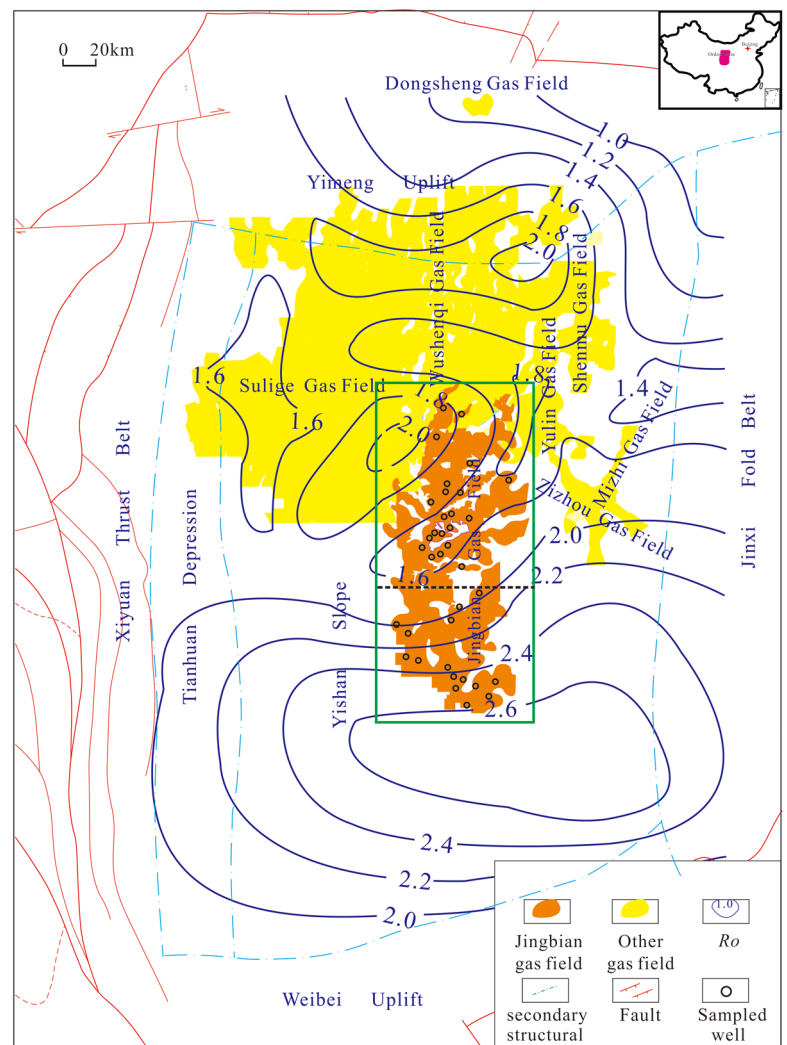 0 20km
Beijing
Dongsheng Gas Field
1.0
1.2
1.4
1.6
1.8
2.0
Yimeng Uplift
Wushenqi Gas Field
Shenmu Gas Field
Yulin Gas Field
1.6
Sulige Gas Field
1.8
1.8
1.4
1.6
2.0
Mizhi Gas Field
Zizhou Gas Field
Jinxi Fold Belt
Xiyuan Thrust Belt
Tianhuan Depression
Yishan Slope
Jingbian Gas Field
2.0
1.6
2.2
2.4
2.6
2.4
2.2
2.0
Weibei Uplift
1.0
Jingbian
gas field
Other
gas field
Ro
secondary
structural
Fault
Sampled
well